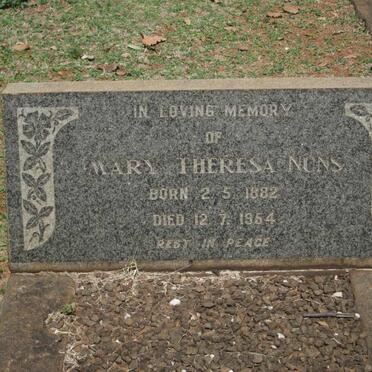 IN LOVING MEMORY
OF
MARY THERESA NUNS
BORN 2.5.1882
DIED 12.7.1954
REST IN PEACE